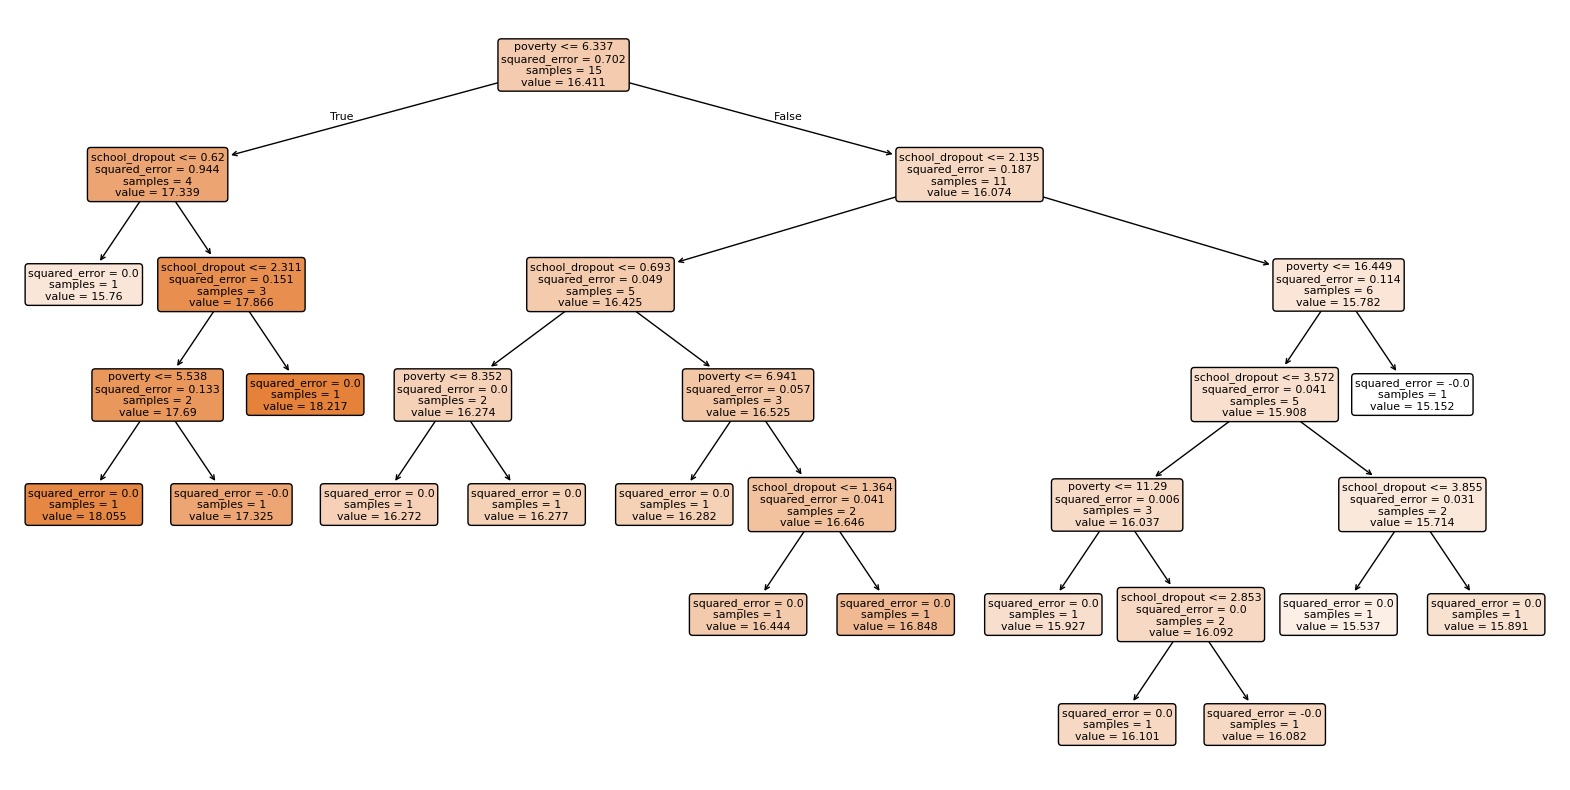 poverty <= 6.337
squared_error = 0.702
samples = 15
value = 16.411
True
False
school_dropout <= 0.62
squared_error = 0.944
samples = 4
value = 17.339
school_dropout <= 2.135
squared_error = 0.187
samples = 11
value = 16.074
squared_error = 0.0
samples = 1
value = 15.76
school_dropout <= 2.311
squared_error = 0.151
samples = 3
value = 17.866
school_dropout <= 0.693
squared_error = 0.049
samples = 5
value = 16.425
poverty <= 16.449
squared_error = 0.114
samples = 6
value = 15.782
poverty <= 5.538
squared_error = 0.133
samples = 2
value = 17.69
squared_error = 0.0
samples = 1
value = 18.217
poverty <= 8.352
squared_error = 0.0
samples = 2
value = 16.274
poverty <= 6.941
squared_error = 0.057
samples = 3
value = 16.525
school_dropout <= 3.572
squared_error = 0.041
samples = 5
value = 15.908
squared_error = -0.0
samples = 1
value = 15.152
squared_error = 0.0
samples = 1
value = 18.055
squared_error = -0.0
samples = 1
value = 17.325
squared_error = 0.0
samples = 1
value = 16.272
squared_error = 0.0
samples = 1
value = 16.277
squared_error = 0.0
samples = 1
value = 16.282
school_dropout <= 1.364
squared_error = 0.041
samples = 2
value = 16.646
poverty <= 11.29
squared_error = 0.006
samples = 3
value = 16.037
school_dropout <= 3.855
squared_error = 0.031
samples = 2
value = 15.714
squared_error = 0.0
samples = 1
value = 16.444
squared_error = 0.0
samples = 1
value = 16.848
squared_error = 0.0
samples = 1
value = 15.927
school_dropout <= 2.853
squared_error = 0.0
samples = 2
value = 16.092
squared_error = 0.0
samples = 1
value = 15.537
squared_error = 0.0
samples = 1
value = 15.891
squared_error = 0.0
samples = 1
value = 16.101
squared_error = -0.0
samples = 1
value = 16.082